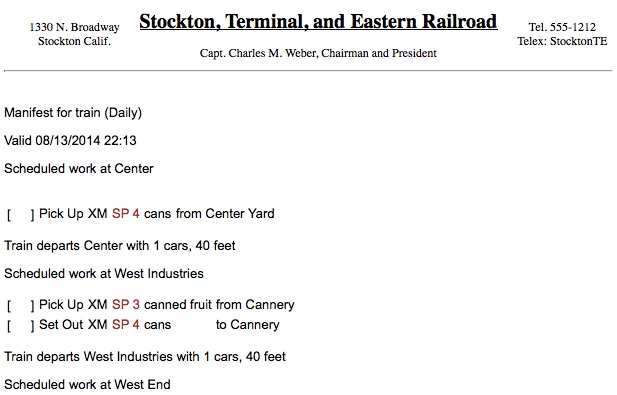 Stockton, Terminal, and Eastern Railroad
1330 N. Broadway
Stockton Calif.
Capt. Charles M. Weber, Chairman and President
Tel. 555-1212
Telex: StocktonTE
Manifest for train (Daily)
Valid 08/13/2014 22:13
Scheduled work at Center
[ ] Pick Up XM SP 4 cans from Center Yard
Train departs Center with 1 cars, 40 feet
Scheduled work at West Industries
[ ] Pick Up XM SP 3 canned fruit from Cannery
[ ] Set Out XM SP 4 cans to Cannery
Train departs West Industries with 1 cars, 40 feet
Scheduled work at West End